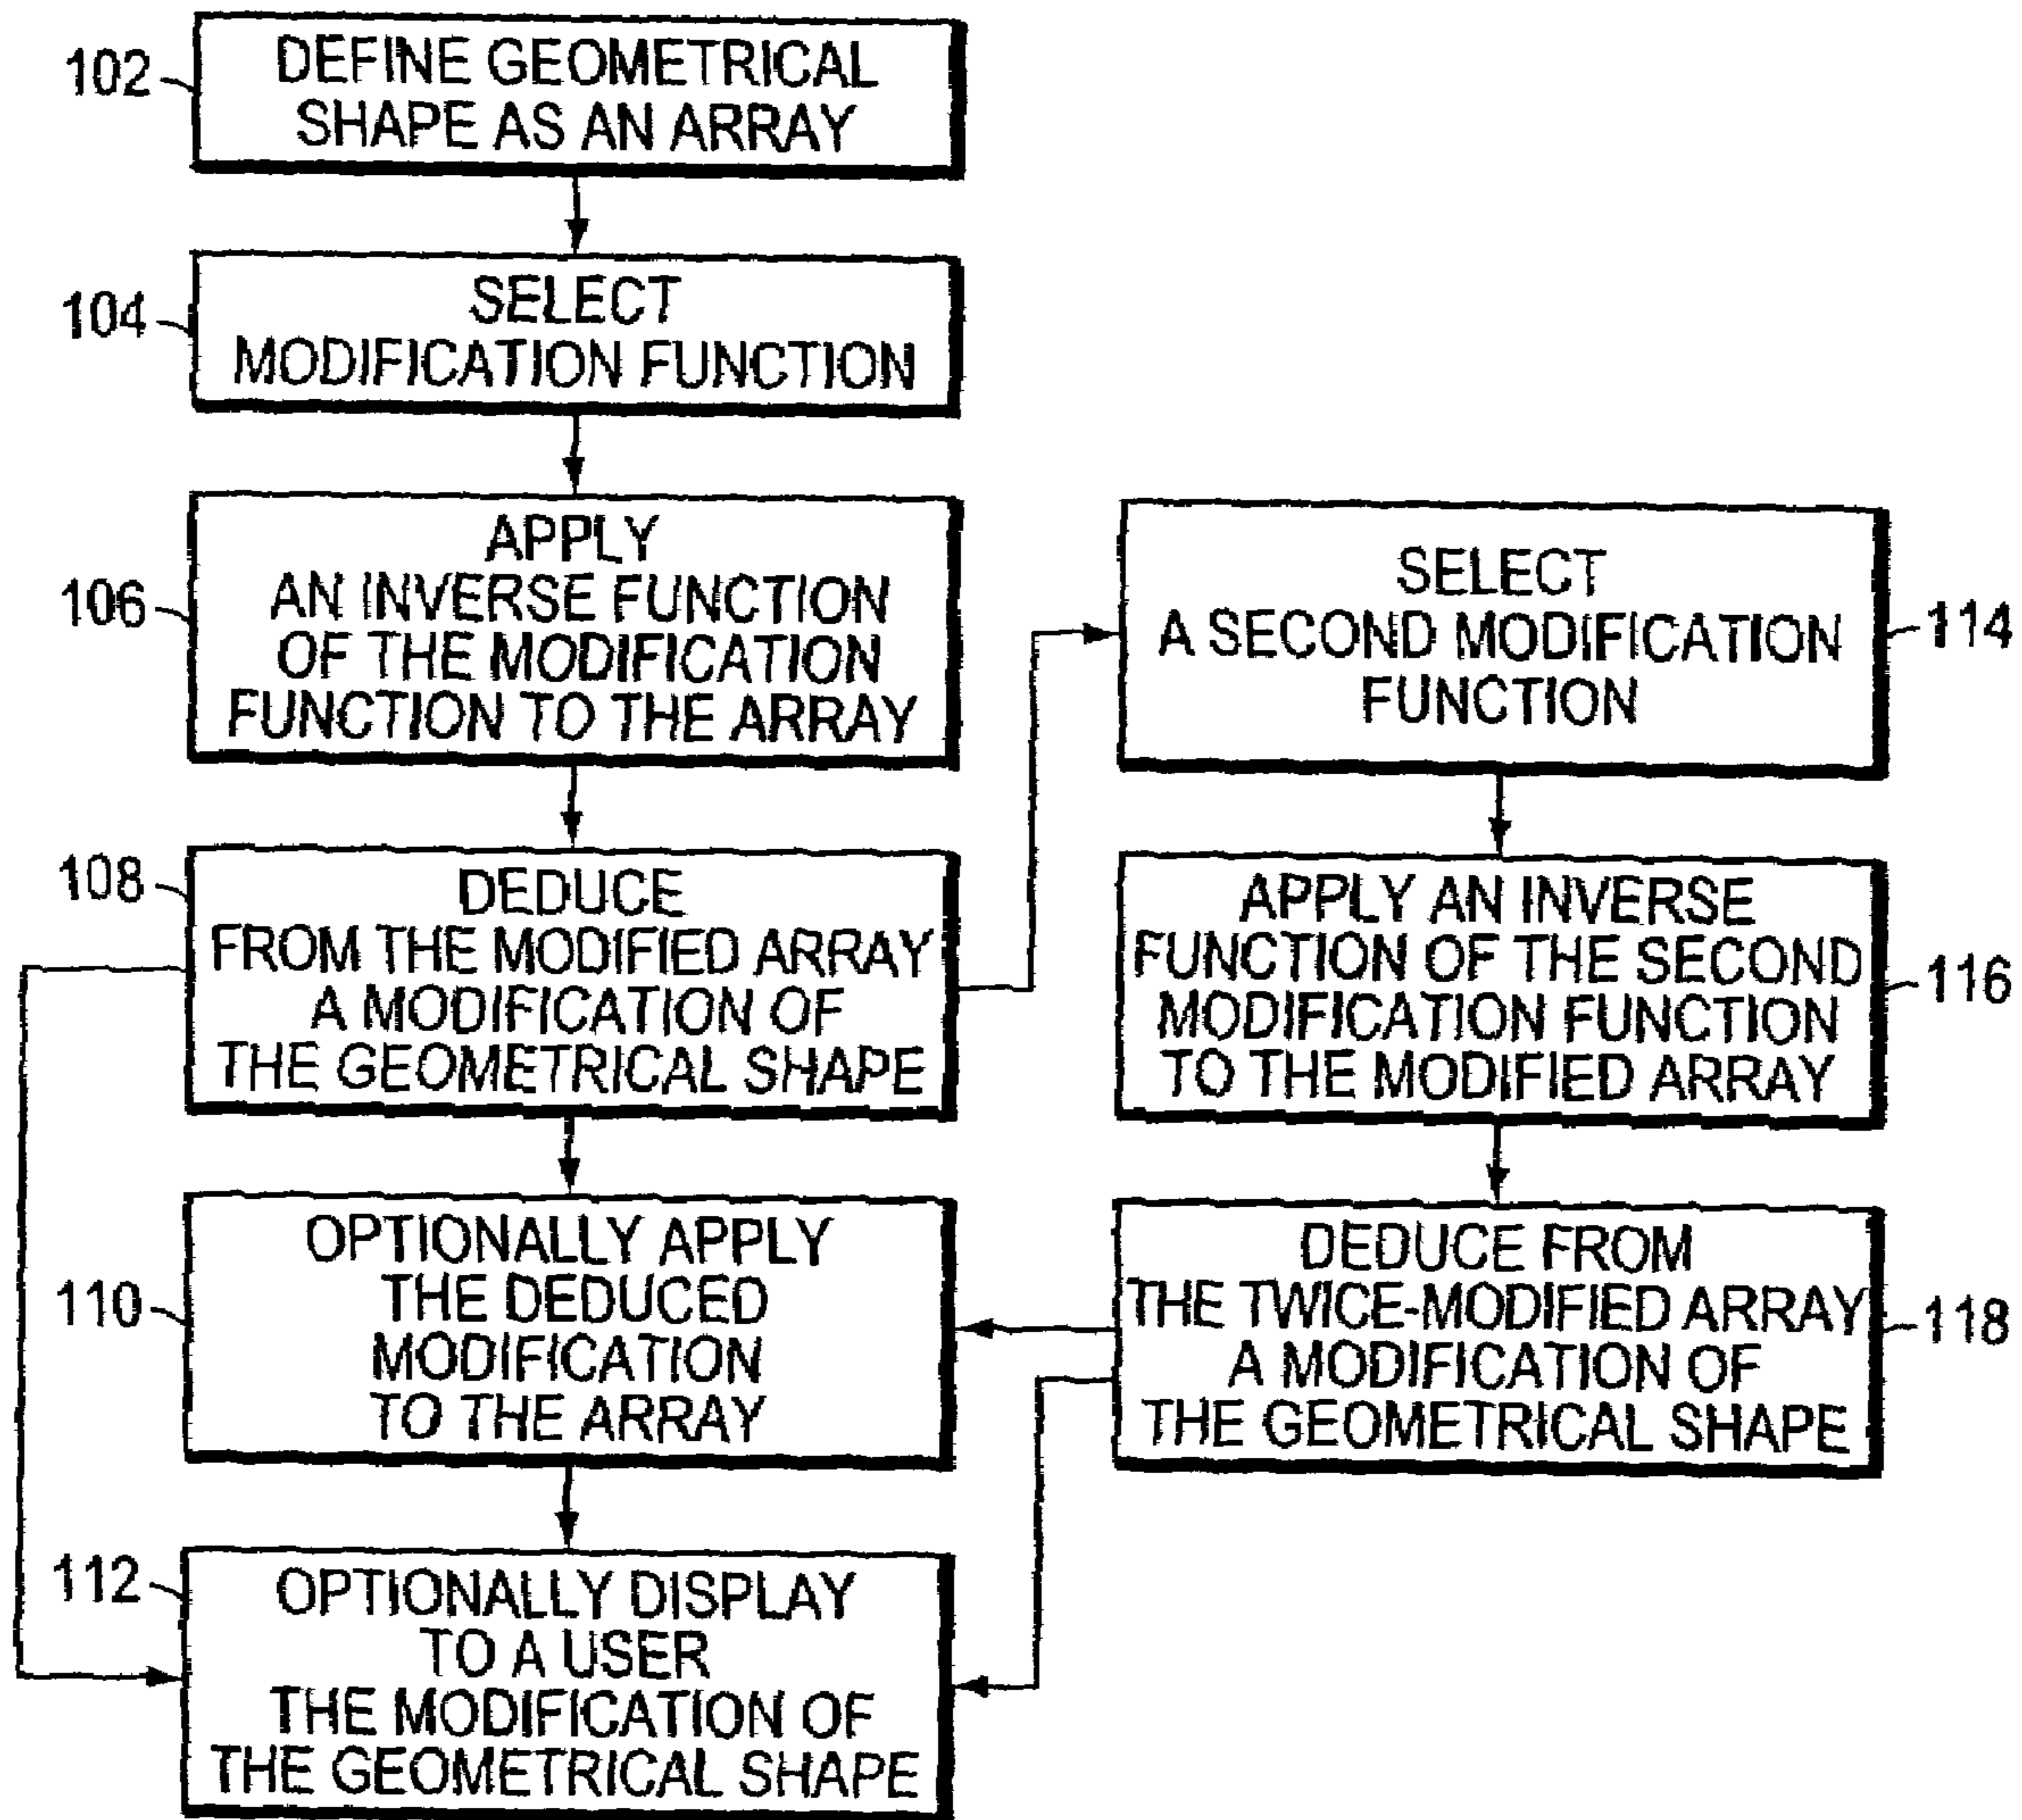 102
DEFINE GEOMETRICAL
SHAPE AS AN ARRAY
104
SELECT
MODIFICATION FUNCTION
106
APPLY
AN INVERSE FUNCTION
OF THE MODIFICATION
FUNCTION TO THE ARRAY
108
DEDUCE
FROM THE MODIFIED ARRAY
A MODIFICATION OF
THE GEOMETRICAL SHAPE
110
OPTIONALLY APPLY
THE DEDUCED
MODIFICATION
TO THE ARRAY
112
OPTIONALLY DISPLAY
TO A USER
THE MODIFICATION OF
THE GEOMETRICAL SHAPE
SELECT
A SECOND MODIFICATION
FUNCTION
114
APPLY AN INVERSE
FUNCTION OF THE SECOND
MODIFICATION FUNCTION
TO THE MODIFIED ARRAY
116
DEDUCE FROM
THE TWICE-MODIFIED ARRAY
A MODIFICATION OF
THE GEOMETRICAL SHAPE
118